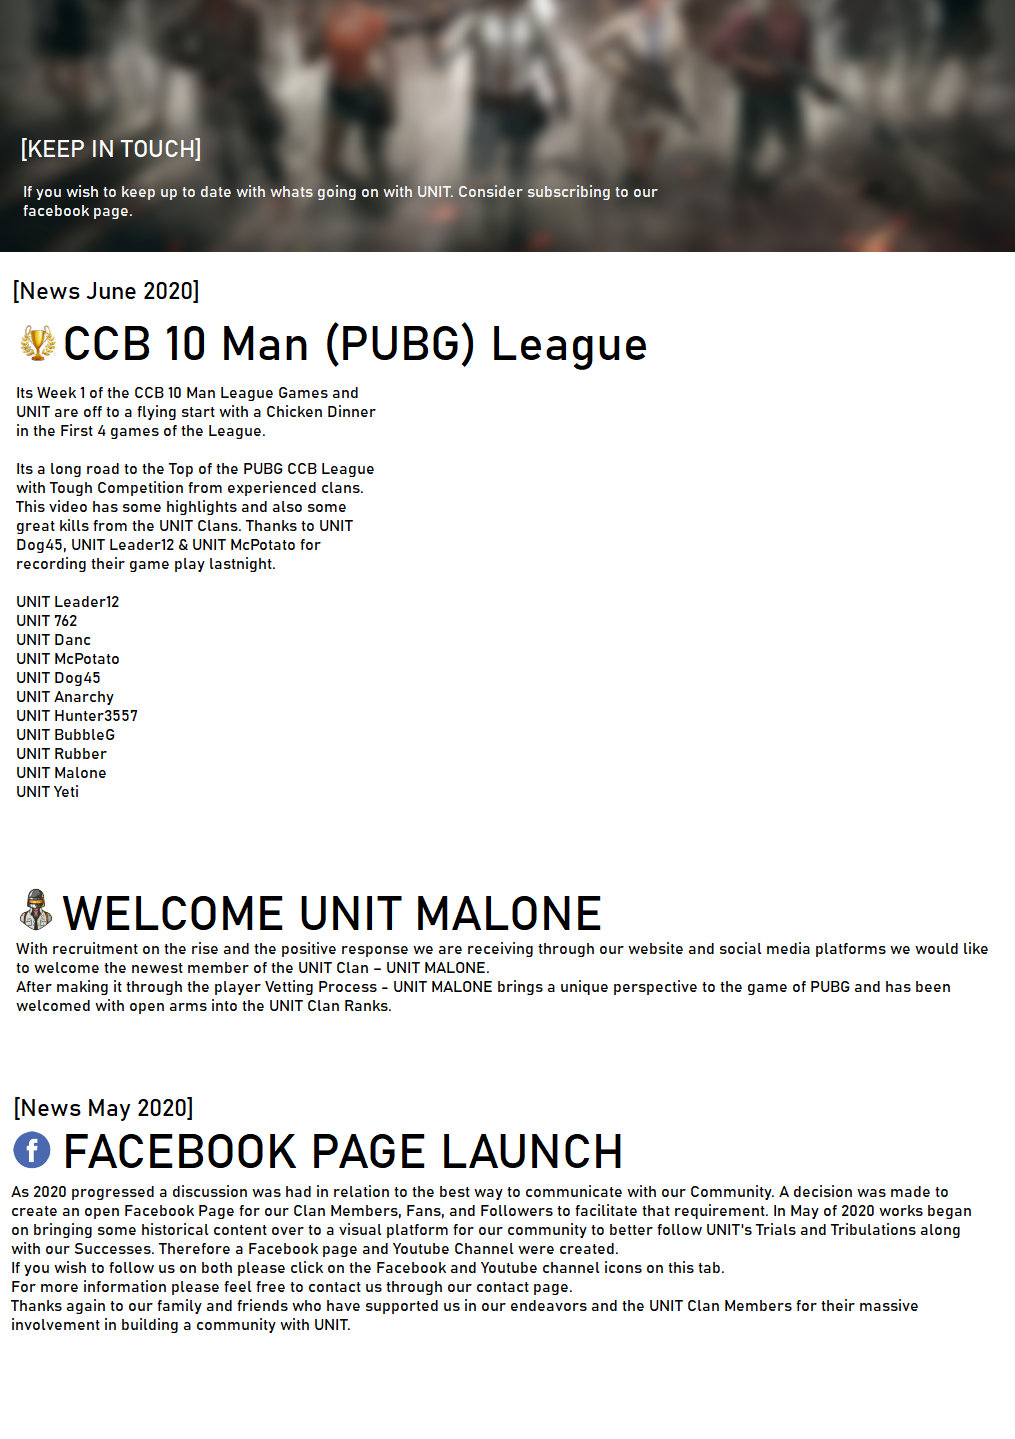 [KEEP IN TOUCH]
If you wish to keep up to date with whats going on with UNIT. Consider subscribing to our
facebook page.
[News June 2020]
CCB 10 Man (PUBG) League
Its Week 1 of the CCB 10 Man League Games and
UNIT are off to a flying start with a Chicken Dinner
in the First 4 games of the League.
Its a long road to the Top of the PUBG CCB League
with Tough Competition from experienced clans.
This video has some highlights and also some
great kills from the UNIT Clans. Thanks to UNIT
Dog45, UNIT Leader12 & UNIT McPotato for
recording their game play lastnight.
UNIT Leader12
UNIT 762
UNIT Danc
UNIT McPotato
UNIT Dog45
UNIT Anarchy
UNIT Hunter3557
UNIT BubbleG
UNIT Rubber
UNIT Malone
UNIT Yeti
WELCOME UNIT MALONE
With recruitment on the rise and the positive response we are receiving through our website and social media platforms we would like
to welcome the newest member of the UNIT Clan – UNIT MALONE.
After making it through the player Vetting Process - UNIT MALONE brings a unique perspective to the game of PUBG and has been
welcomed with open arms into the UNIT Clan Ranks.
[News May 2020]
FACEBOOK PAGE LAUNCH
As 2020 progressed a discussion was had in relation to the best way to communicate with our Community. A decision was made to
create an open Facebook Page for our Clan Members, Fans, and Followers to facilitate that requirement. In May of 2020 works began
on bringing some historical content over to a visual platform for our community to better follow UNIT's Trials and Tribulations along
with our Successes. Therefore a Facebook page and Youtube Channel were created.
If you wish to follow us on both please click on the Facebook and Youtube channel icons on this tab.
For more information please feel free to contact us through our contact page.
Thanks again to our family and friends who have supported us in our endeavors and the UNIT Clan Members for their massive
involvement in building a community with UNIT.